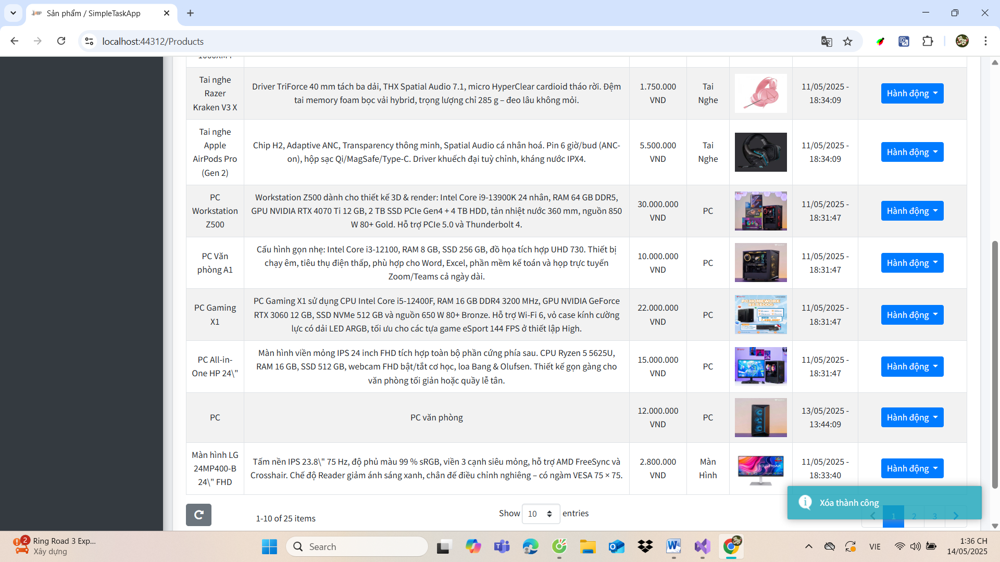 Sản phẩm / SimpleTaskApp
localhost:44312/Products
Tai nghe
Razer
Kraken V3 X
Driver TriForce 40 mm tách ba dải, THX Spatial Audio 7.1, micro HyperClear cardioid tháo rời. Đệm
tai memory foam bọc vải hybrid, trọng lượng chỉ 285 g – đeo lâu không mỏi.
1.750.000
VND
Tai
Nghe
11/05/2025 -
18:34:09
Hành động
Tai nghe
Apple
AirPods Pro
(Gen 2)
Chip H2, Adaptive ANC, Transparency thông minh, Spatial Audio cá nhân hoá. Pin 6 giờ/bud (ANC-
on), hộp sạc Qi/MagSafe/Type-C. Driver khuếch đại tuỳ chỉnh, kháng nước IPX4.
5.500.000
VND
Tai
Nghe
11/05/2025 -
18:34:09
Hành động
PC
Workstation
Z500
Workstation Z500 dành cho thiết kế 3D & render: Intel Core i9-13900K 24 nhân, RAM 64 GB DDR5,
GPU NVIDIA RTX 4070 Ti 12 GB, 2 TB SSD PCIe Gen4 + 4 TB HDD, tản nhiệt nước 360 mm, nguồn 850
W 80+ Gold. Hỗ trợ PCIe 5.0 và Thunderbolt 4.
30.000.000
VND
PC
11/05/2025 -
18:31:47
Hành động
PC Văn
phòng A1
Cấu hình gọn nhẹ: Intel Core i3-12100, RAM 8 GB, SSD 256 GB, đồ họa tích hợp UHD 730. Thiết bị
chạy êm, tiêu thụ điện thấp, phù hợp cho Word, Excel, phần mềm kế toán và họp trực tuyến
Zoom/Teams cả ngày dài.
10.000.000
VND
PC
11/05/2025 -
18:31:47
Hành động
PC Gaming
X1
PC Gaming X1 sử dụng CPU Intel Core i5-12400F, RAM 16 GB DDR4 3200 MHz, GPU NVIDIA GeForce
RTX 3060 12 GB, SSD NVMe 512 GB và nguồn 650 W 80+ Bronze. Hỗ trợ Wi-Fi 6, vỏ case kính cường
lực có dải LED ARGB, tối ưu cho các tựa game eSport 144 FPS ở thiết lập High.
22.000.000
VND
PC
PC HOMEWORK
R5 5600G
7.490.000
11/05/2025 -
18:31:47
Hành động
PC All-in-
One HP 24\"
Màn hình viền mỏng IPS 24 inch FHD tích hợp toàn bộ phần cứng phía sau. CPU Ryzen 5 5625U,
RAM 16 GB, SSD 512 GB, webcam FHD bật/tắt cơ học, loa Bang & Olufsen. Thiết kế gọn gàng cho
văn phòng tối giản hoặc quầy lễ tân.
15.000.000
VND
PC
11/05/2025 -
18:31:47
Hành động
PC
PC văn phòng
12.000.000
VND
PC
13/05/2025 -
13:44:09
Hành động
Màn hình LG
24MP400-B
24\" FHD
Tấm nền IPS 23.8\" 75 Hz, độ phủ màu 99 % sRGB, viền 3 cạnh siêu mỏng, hỗ trợ AMD FreeSync và
Crosshair. Chế độ Reader giảm ánh sáng xanh, chân đế điều chỉnh nghiêng – có ngàm VESA 75 × 75.
2.800.000
VND
Màn
Hình
ASUS ProArt
11/05/2025 -
18:33:40
Hành động
Xóa thành công
1-10 of 25 items
Show 10 entries
1 2 3
2
Ring Road 3 Exp...
Xây dựng
Search
VIE
1:36 CH
14/05/2025